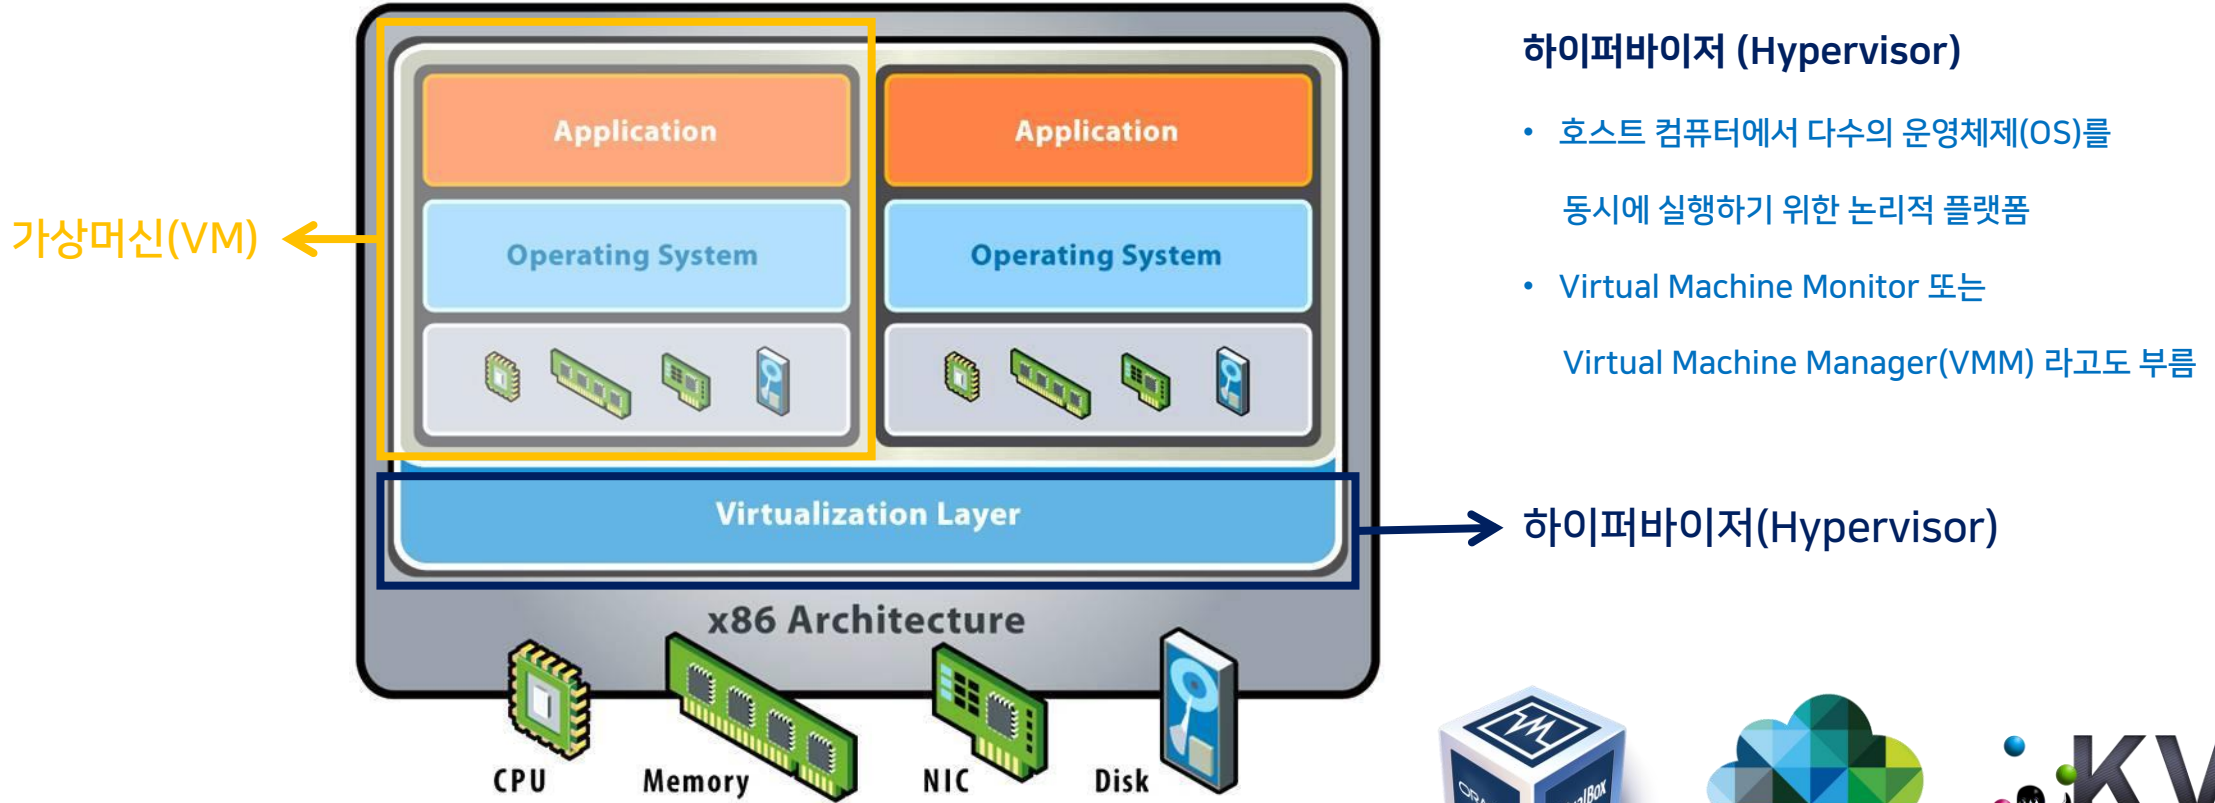 하이퍼바이저 (Hypervisor)
• 호스트 컴퓨터에서 다수의 운영체제(OS)를
동시에 실행하기 위한 논리적 플랫폼
• Virtual Machine Monitor 또는
Virtual Machine Manager(VMM) 라고도 부름
가상머신(VM)
Application
Application
Operating System
Operating System
Virtualization Layer
하이퍼바이저(Hypervisor)
x86 Architecture
CPU
Memory
NIC
Disk